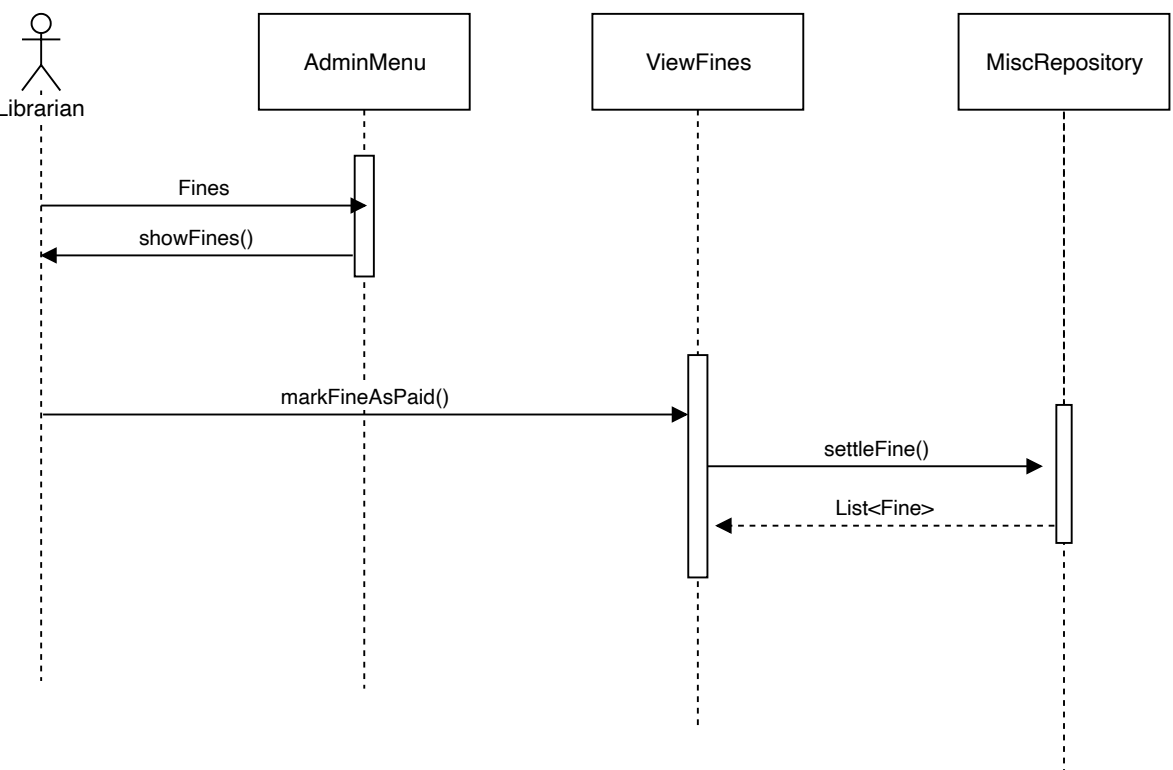 AdminMenu
ViewFines
MiscRepository
Librarian
Fines
showFines()
markFineAsPaid()
settleFine()
List<Fine>